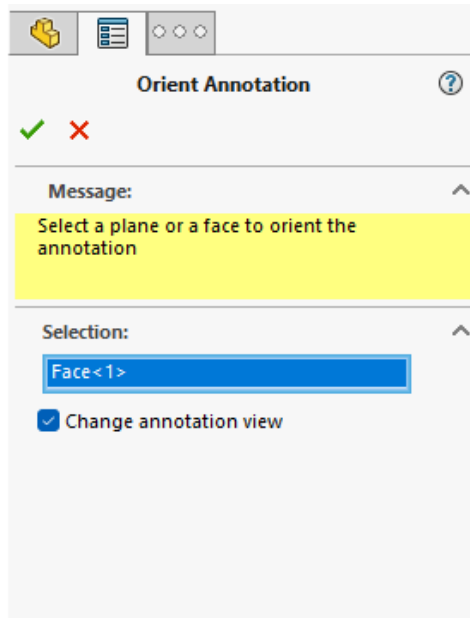 Orient Annotation
Message:
Select a plane or a face to orient the
annotation
Selection:
Face<1>
Change annotation view